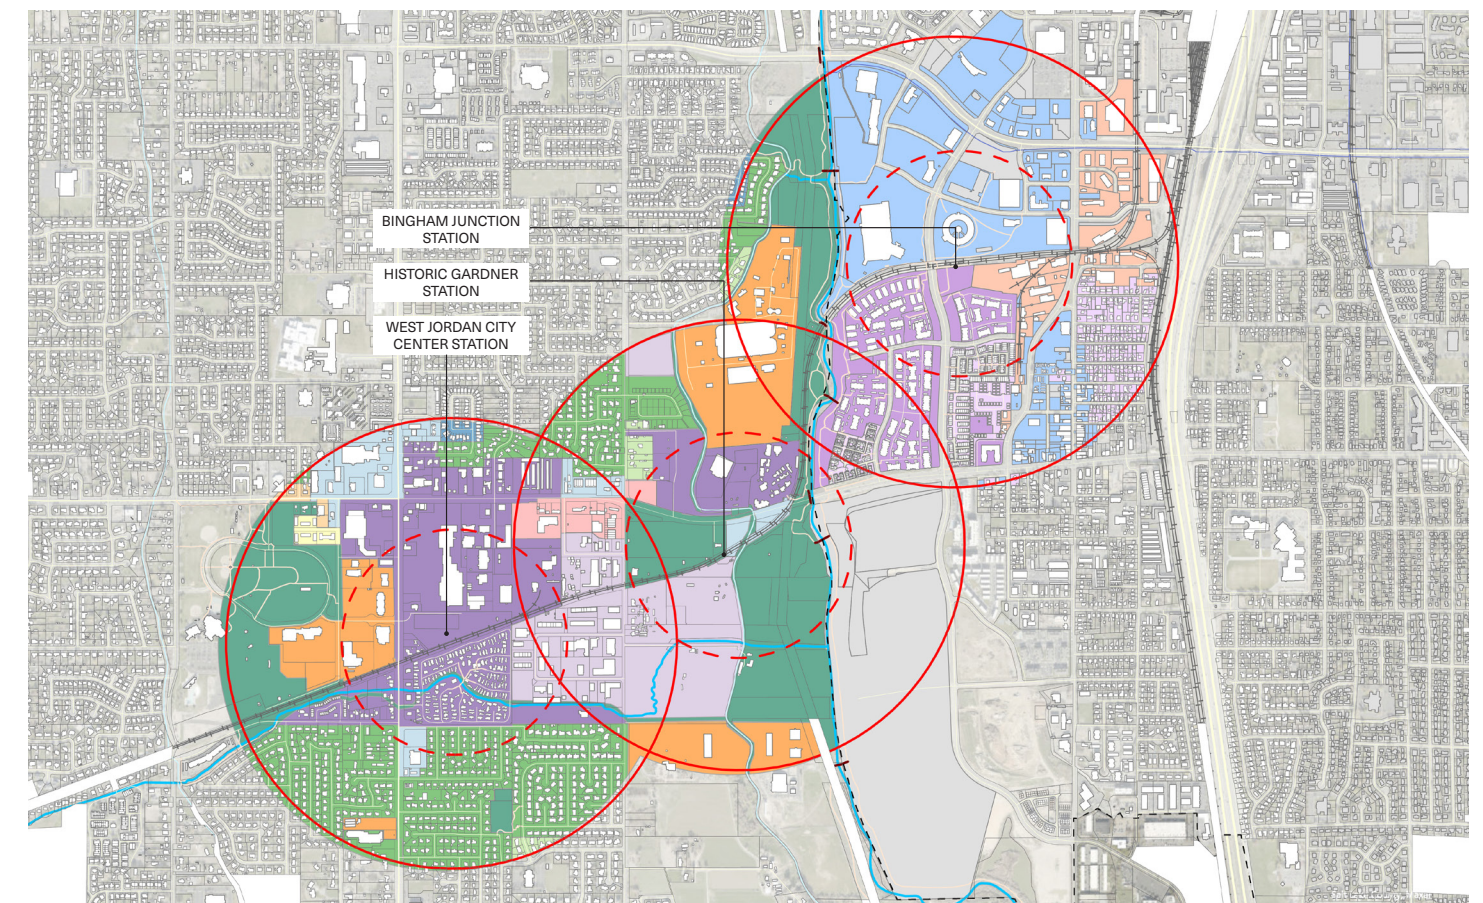 BINGHAM JUNCTION
STATION
HISTORIC GARDNER
STATION
WEST JORDAN CITY
CENTER STATION